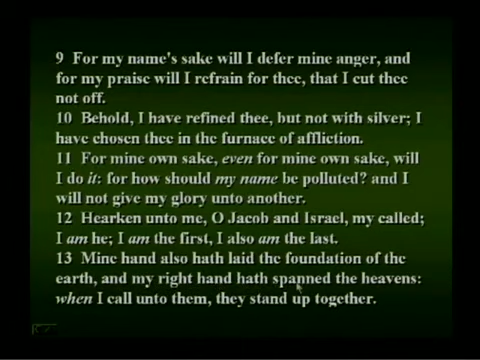 9 For my name's sake will I defer mine anger, and
for my praise will I refrain for thee, that I cut thee
not off.
10 Behold, I have refined thee, but not with silver; I
have chosen thee in the furnace of affliction.
11 For mine own sake, even for mine own sake, will
I do it: for how should my name be polluted? and I
will not give my glory unto another.
12 Hearken unto me, O Jacob and Israel, my called;
I am he; I am the first, I also am the last.
13 Mine hand also hath laid the foundation of the
earth, and my right hand hath spanned the heavens:
when I call unto them, they stand up together.